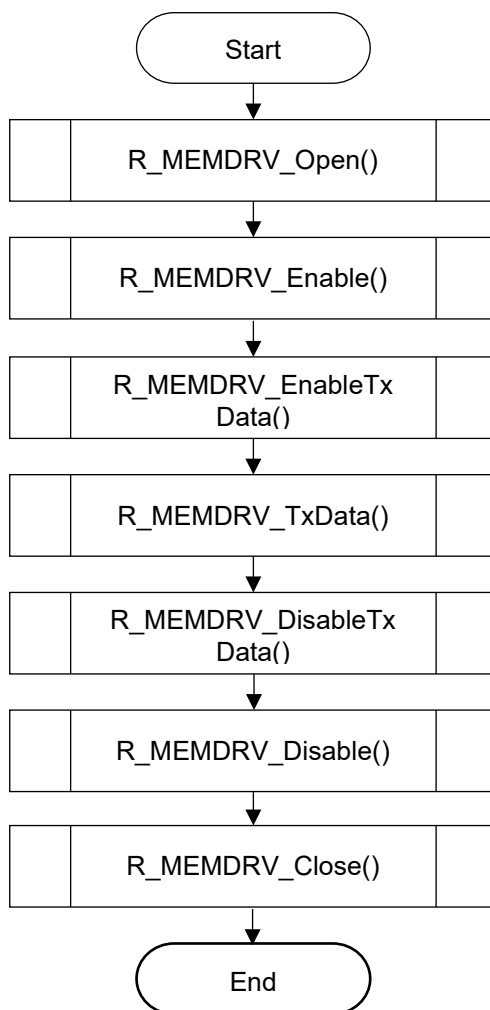 Start
R_MEMDRV_Open()
R_MEMDRV_Enable()
R_MEMDRV_EnableTx
Data()
R_MEMDRV_TxData()
R_MEMDRV_DisableTx
Data()
R_MEMDRV_Disable()
R_MEMDRV_Close()
End